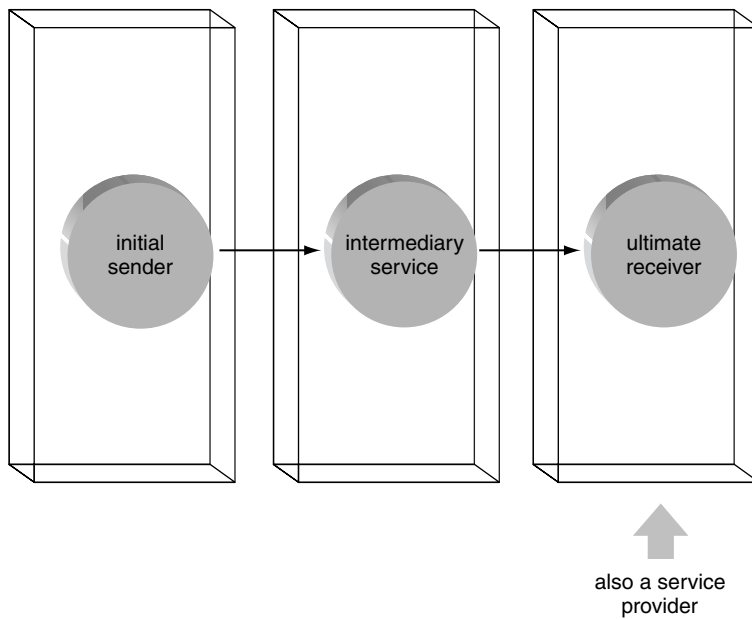 initial
sender
intermediary
service
ultimate
receiver
also a service
provider